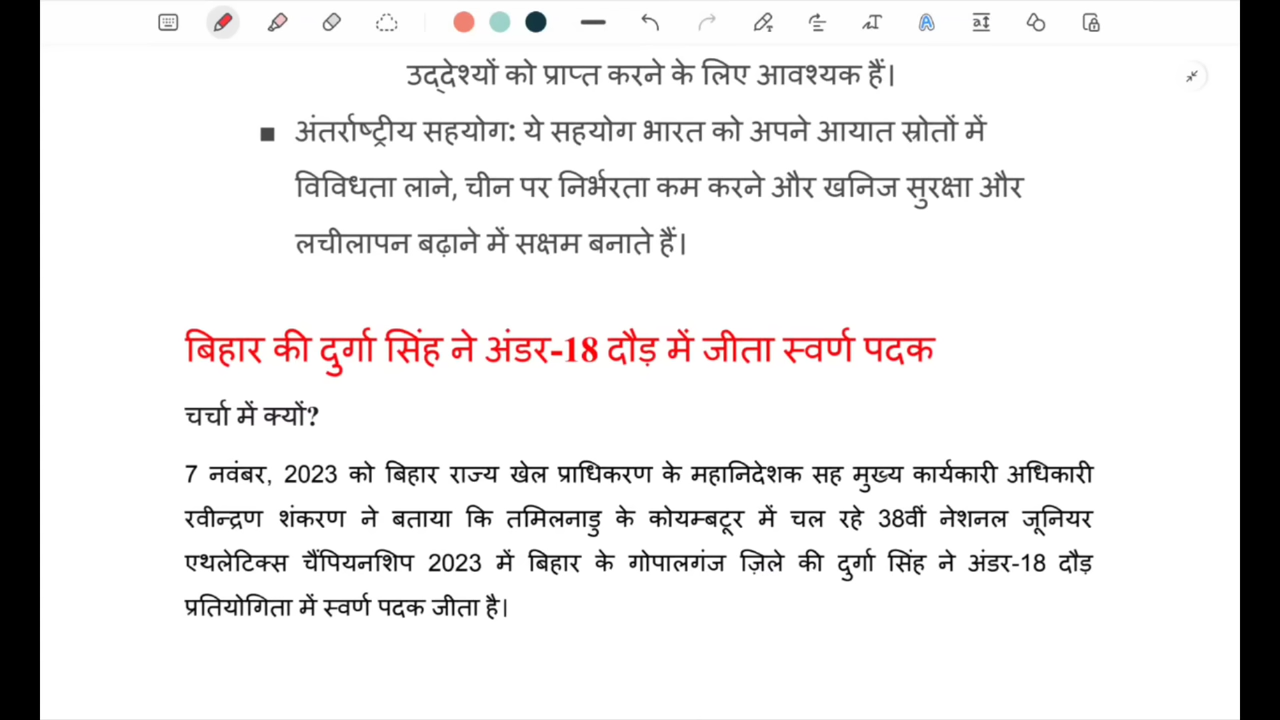 उद्देश्यों को प्राप्त करने के लिए आवश्यक हैं।
■ अंतर्राष्ट्रीय सहयोग: ये सहयोग भारत को अपने आयात स्रोतों में
विविधता लाने, चीन पर निर्भरता कम करने और खनिज सुरक्षा और
लचीलापन बढ़ाने में सक्षम बनाते हैं।
बिहार की दुर्गा सिंह ने अंडर-18 दौड़ में जीता स्वर्ण पदक
चर्चा में क्यों?
7 नवंबर, 2023 को बिहार राज्य खेल प्राधिकरण के महानिदेशक सह मुख्य कार्यकारी अधिकारी
रवीन्द्रण शंकरण ने बताया कि तमिलनाडु के कोयम्बटूर में चल रहे 38वीं नेशनल जूनियर
एथलेटिक्स चैंपियनशिप 2023 में बिहार के गोपालगंज ज़िले की दुर्गा सिंह ने अंडर-18 दौड़
प्रतियोगिता में स्वर्ण पदक जीता है।